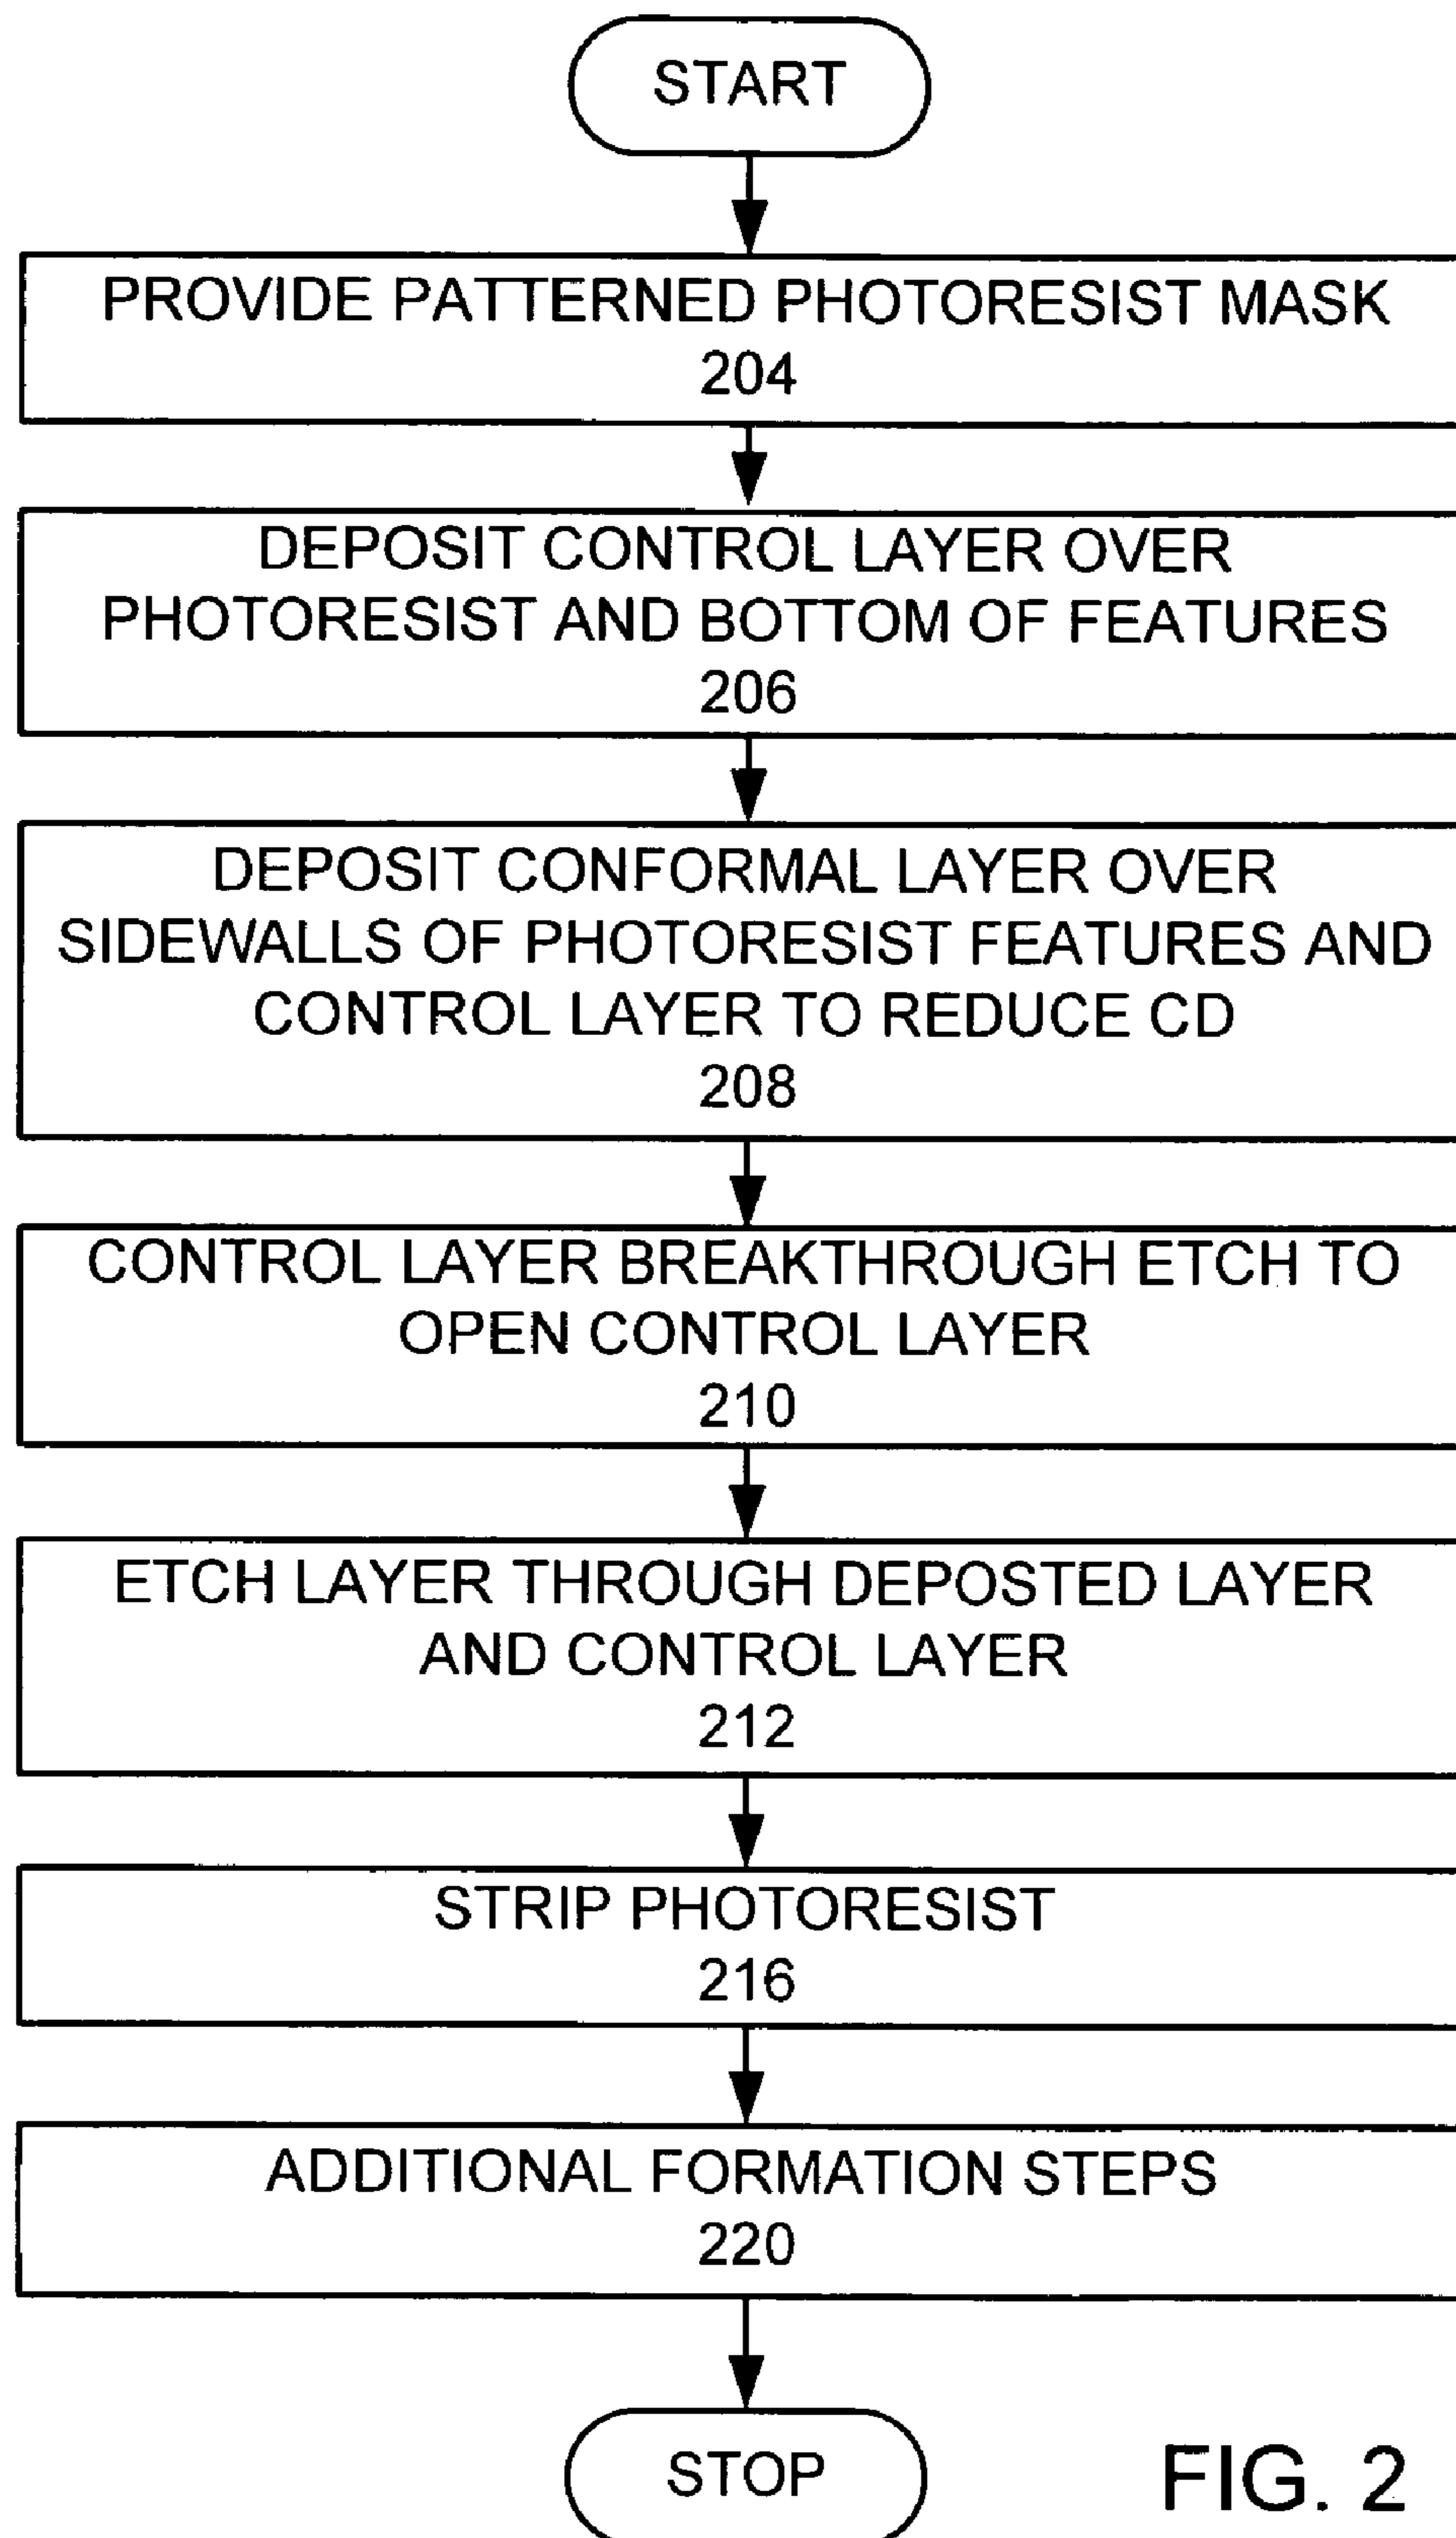 START
PROVIDE PATTERNED PHOTORESIST MASK
204
DEPOSIT CONTROL LAYER OVER
PHOTORESIST AND BOTTOM OF FEATURES
206
DEPOSIT CONFORMAL LAYER OVER
SIDEWALLS OF PHOTORESIST FEATURES AND
CONTROL LAYER TO REDUCE CD
208
CONTROL LAYER BREAKTHROUGH ETCH TO
OPEN CONTROL LAYER
210
ETCH LAYER THROUGH DEPOSTED LAYER
AND CONTROL LAYER
212
STRIP PHOTORESIST
216
ADDITIONAL FORMATION STEPS
220
STOP
FIG. 2